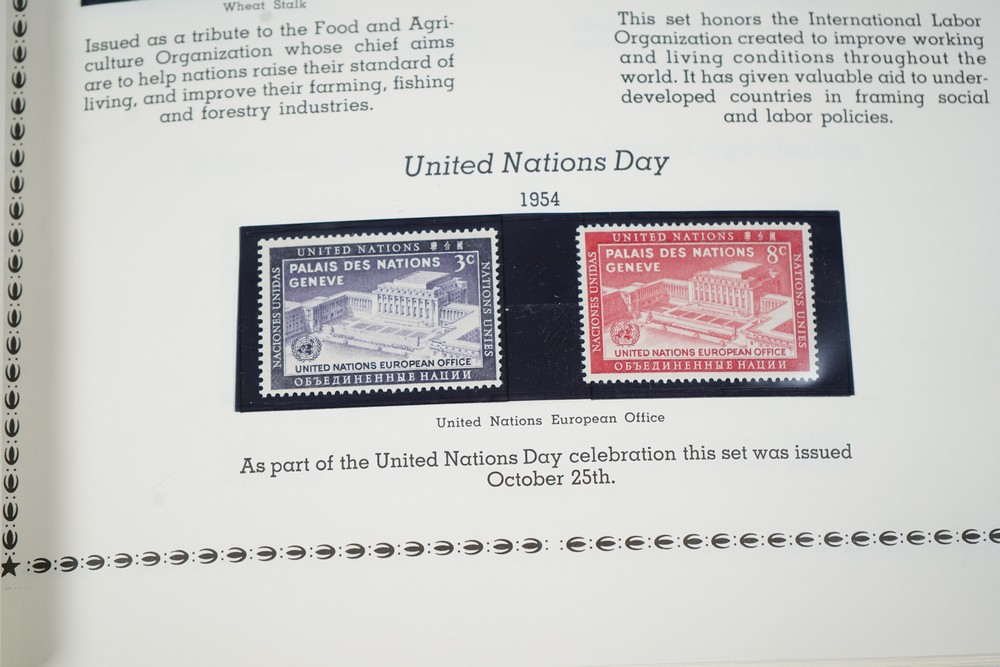 Wheat Stalk
Issued as a tribute to the Food and Agri-
culture Organization whose chief aims
are to help nations raise their standard of
living, and improve their farming, fishing
and forestry industries.
This set honors the International Labor
Organization created to improve working
and living conditions throughout the
world. It has given valuable aid to under-
developed countries in framing social
and labor policies.
United Nations Day
1954
UNITED NATIONS
PALAIS DES NATIONS 3c
GENEVE
NACIONES UNIDAS
NATIONS UNIES
UNITED NATIONS EUROPEAN OFFICE
ОБЪЕДИНЕННЫЕ НАЦИИ
UNITED NATIONS
PALAIS DES NATIONS 8c
GENEVE
NACIONES UNIDAS
NATIONS UNIES
UNITED NATIONS EUROPEAN OFFICE
ОБЪЕДИНЕННЫЕ НАЦИИ
United Nations European Office
As part of the United Nations Day celebration this set was issued
October 25th.